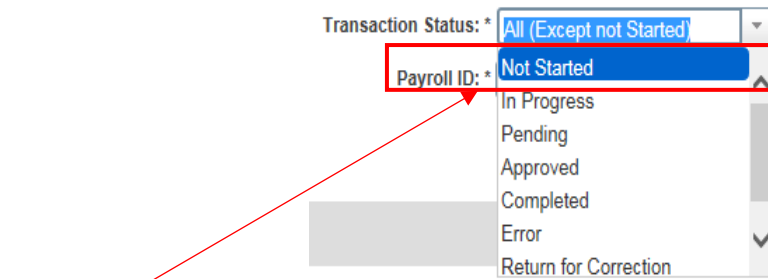 Transaction Status: * All (Except not Started)
Not Started
Payroll ID: *
In Progress
Pending
Approved
Completed
Error
Return for Correction